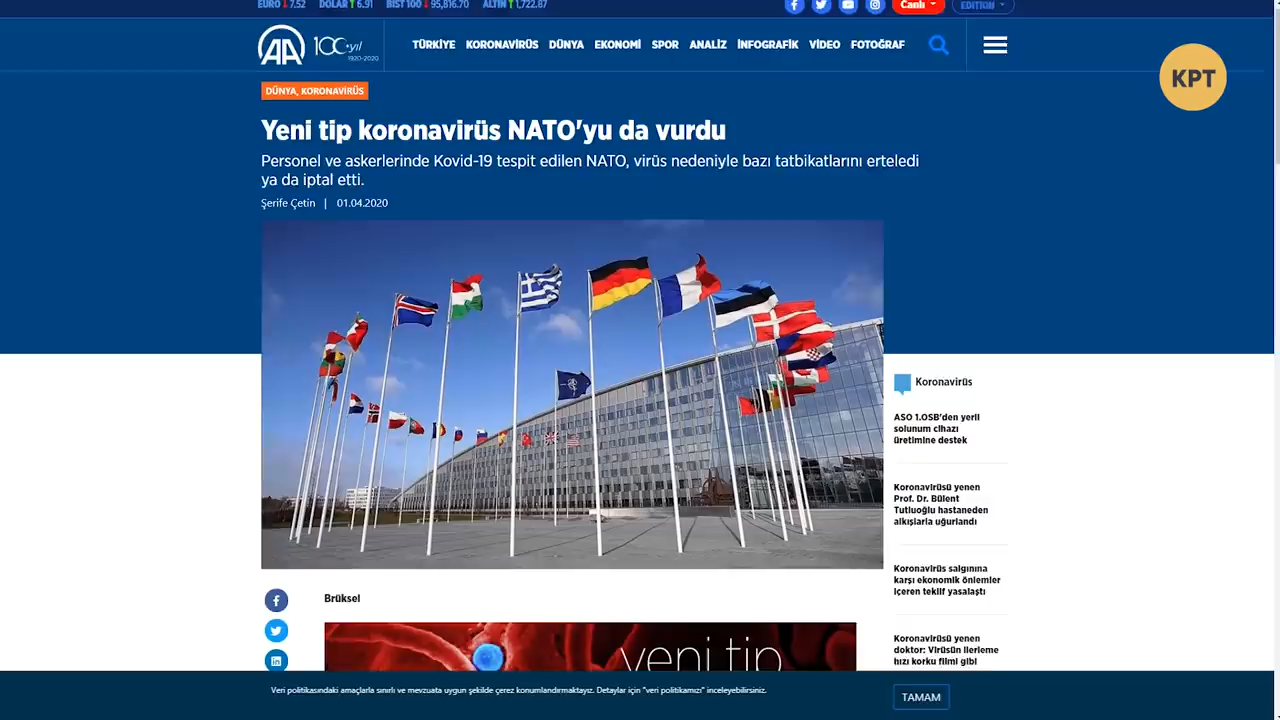 EURO 7.52 DOLAR 6.91 BIST 100 95,816.70 ALTIN 1,722.87
Canlı
EDITION
AA 100.yıl
1920-2020
TÜRKİYE KORONAVİRÜS DÜNYA EKONOMİ SPOR ANALİZ İNFOGRAFİK VİDEO FOTOĞRAF
KPT
DÜNYA, KORONAVİRÜS
Yeni tip koronavirüs NATO'yu da vurdu
Personel ve askerlerinde Kovid-19 tespit edilen NATO, virüs nedeniyle bazı tatbikatlarını erteledi
ya da iptal etti.
Şerife Çetin | 01.04.2020
Koronavirüs
ASO 1.OSB'den yerli
solunum cihazı
üretimine destek
Koronavirüsü yenen
Prof. Dr. Bülent
Tutluoğlu hastaneden
alkışlarla uğurlandı
Koronavirüs salgınına
karşı ekonomik önlemler
içeren teklif yasalaştı
Koronavirüsü yenen
doktor: Virüsün ilerleme
hızı korku filmi gibi
Brüksel
yeni tip
Veri politikasındaki amaçlarla sınırlı ve mevzuata uygun şekilde çerez konumlandırmaktayız. Detaylar için "veri politikamızı" inceleyebilirsiniz.
TAMAM